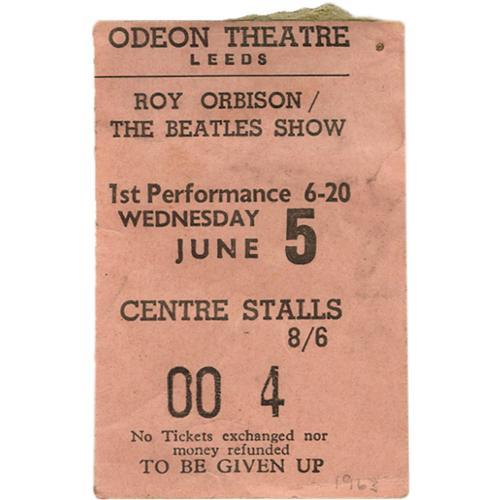 ODEON THEATRE
LEEDS
ROY ORBISON /
THE BEATLES SHOW
1st Performance 6-20
WEDNESDAY
JUNE 5
CENTRE STALLS
8/6
OO 4
No Tickets exchanged nor
money refunded
TO BE GIVEN UP
1963